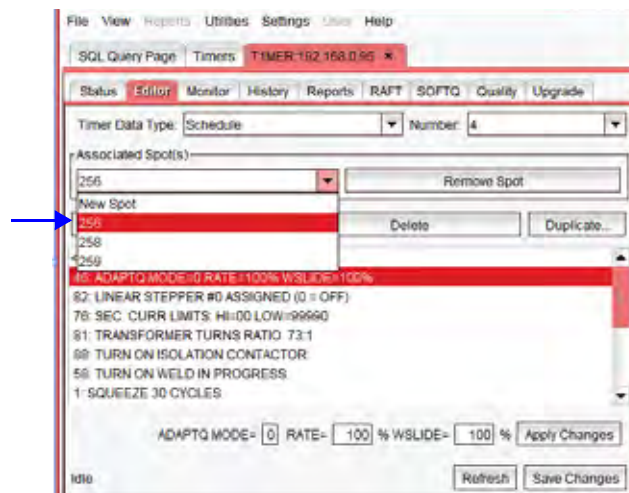 File View Reports Utilities Settings User Help
SQL Query Page Timers T1MER:192.168.0.95 ×
Status Editor Monitor History Reports RAFT SOFTQ Quality Upgrade
Timer Data Type: Schedule Number: 4
Associated Spot(s)
256 Remove Spot
New Spot
256 Delete Duplicate...
258
259
46: ADAPTQ MODE=0 RATE=100% WSLIDE=100%
82: LINEAR STEPPER #0 ASSIGNED (0 = OFF)
76: SEC. CURR LIMITS: HI=00 LOW=99990
81: TRANSFORMER TURNS RATIO 73:1
88: TURN ON ISOLATION CONTACTOR
56: TURN ON WELD IN PROGRESS
1: SQUEEZE 30 CYCLES
ADAPTQ MODE= 0 RATE= 100 % WSLIDE= 100 % Apply Changes
Idle Refresh Save Changes